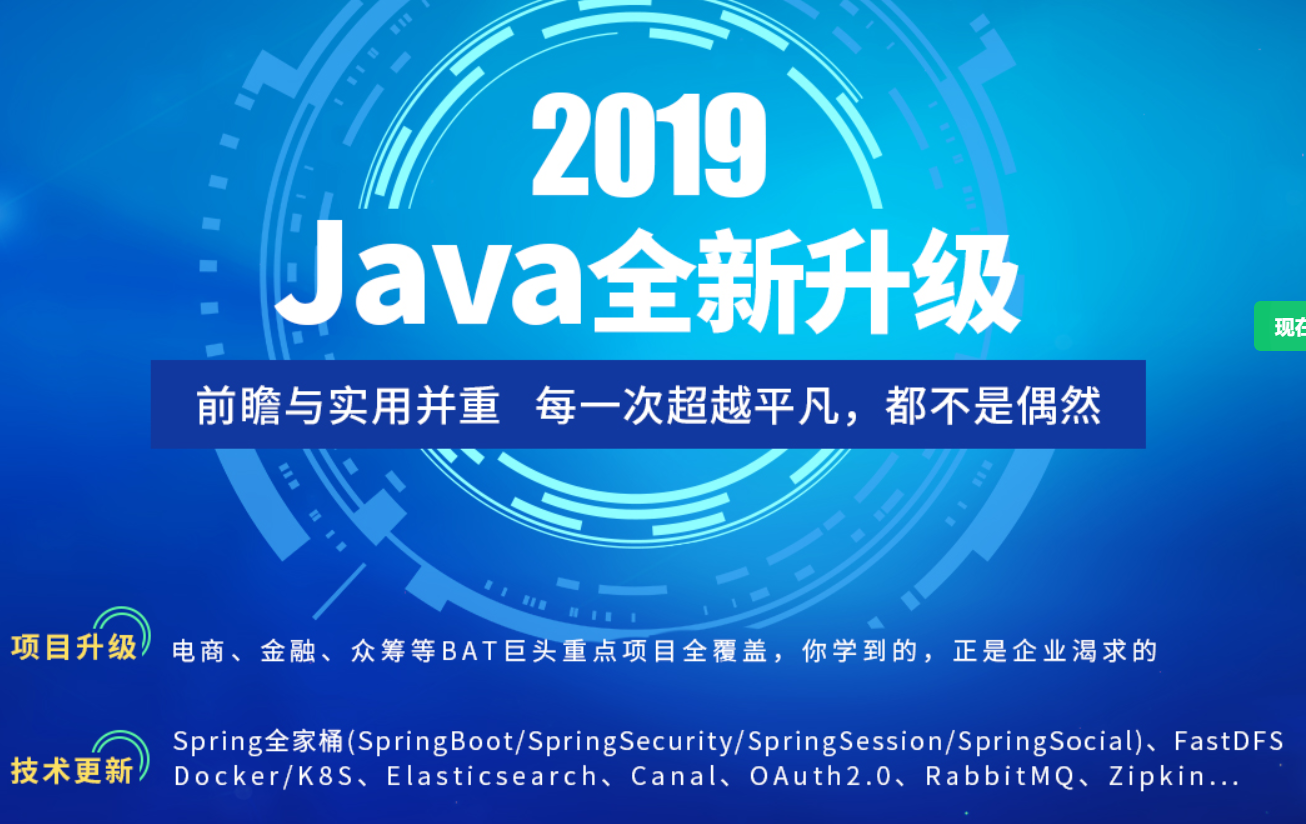 2019
Java全新升级
现在
前瞻与实用并重 每一次超越平凡，都不是偶然
项目升级
电商、金融、众筹等BAT巨头重点项目全覆盖，你学到的，正是企业渴求的
技术更新
Spring全家桶(SpringBoot/SpringSecurity/SpringSession/SpringSocial)、FastDFS
Docker/K8S、Elasticsearch、Canal、OAuth2.0、RabbitMQ、Zipkin...